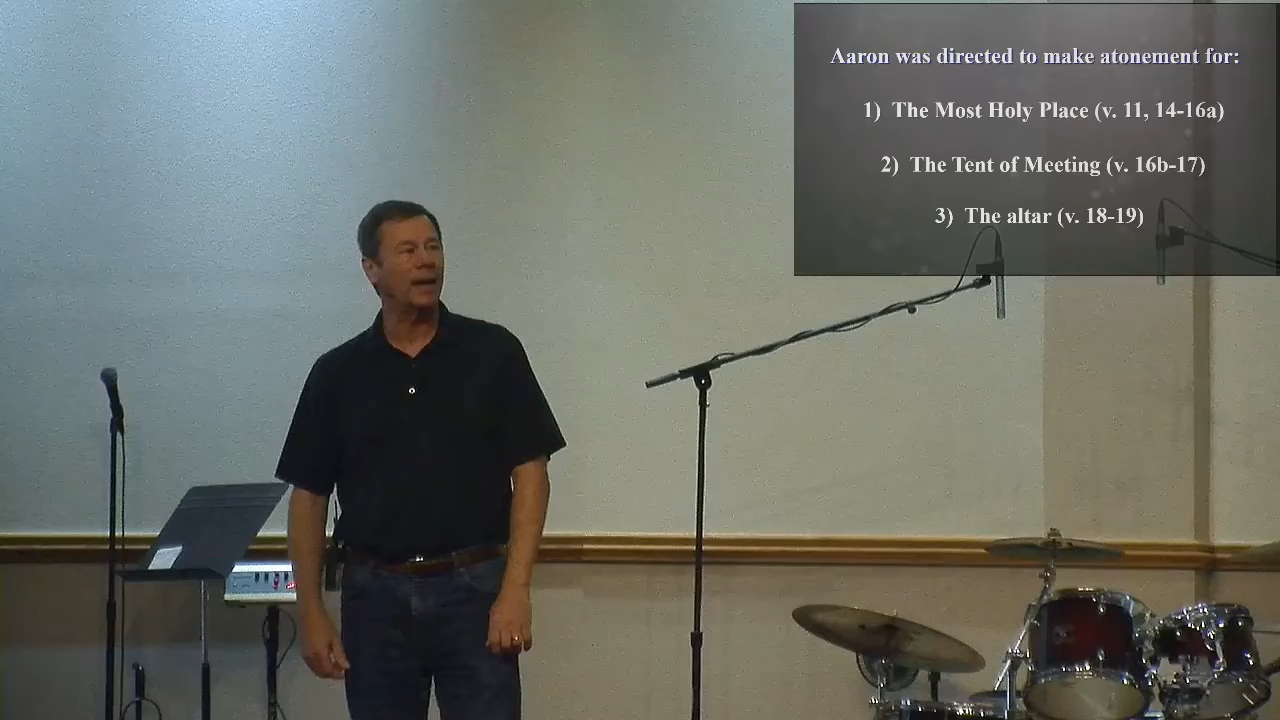 Aaron was directed to make atonement for:
1) The Most Holy Place (v. 11, 14-16a)
2) The Tent of Meeting (v. 16b-17)
3) The altar (v. 18-19)